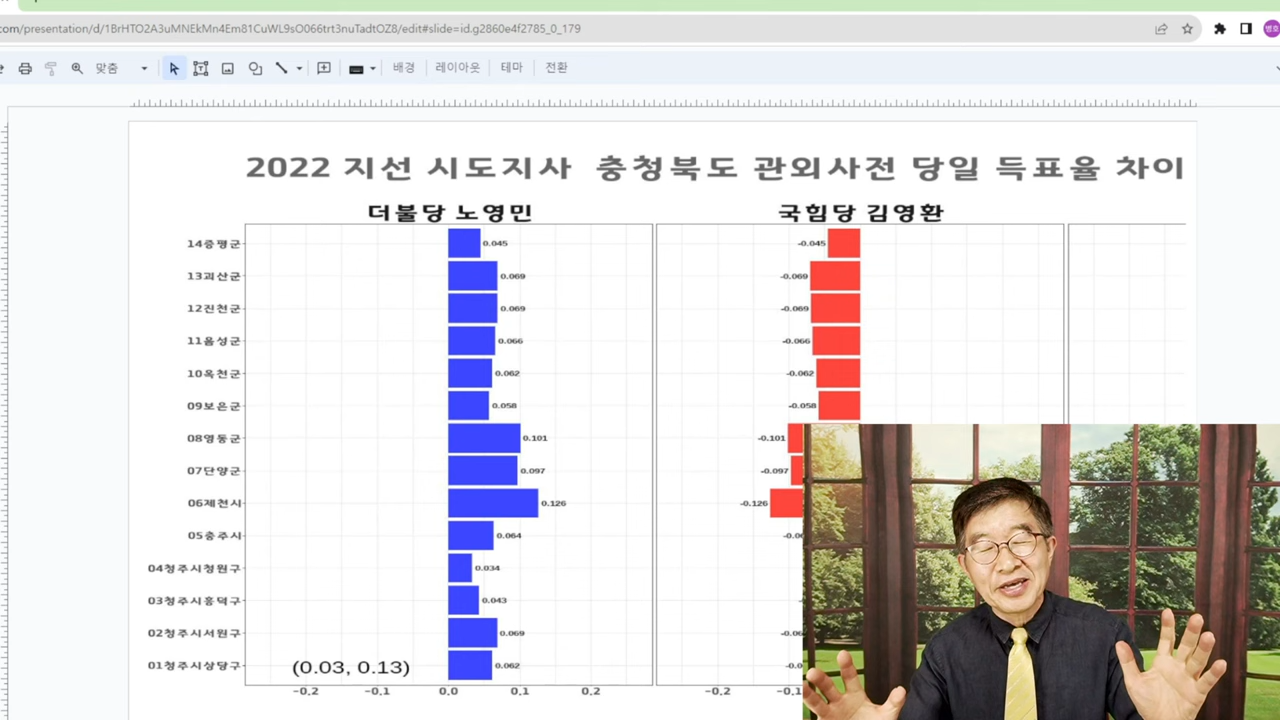 com/presentation/d/1BrHTO2A3uMNEkMn4Em81CuWL9sO066trt3nuTadtOZ8/edit#slide=id.g2860e4f2785_0_179
맞춤 배경 레이아웃 테마 전환
2022 지선 시도지사 충청북도 관외사전 당일 득표율 차이
더불당 노영민 국힘당 김영환
14증평군 0.045 -0.045
13괴산군 0.069 -0.069
12진천군 0.069 -0.069
11음성군 0.066 -0.066
10옥천군 0.062 -0.062
09보은군 0.058 -0.058
08영동군 0.101 -0.101
07단양군 0.097 -0.097
06제천시 0.126 -0.126
05충주시 0.064
04청주시청원구 0.034
03청주시흥덕구 0.043
02청주시서원구 0.069
01청주시상당구 (0.03, 0.13) 0.062
-0.2 -0.1 0.0 0.1 0.2 -0.2